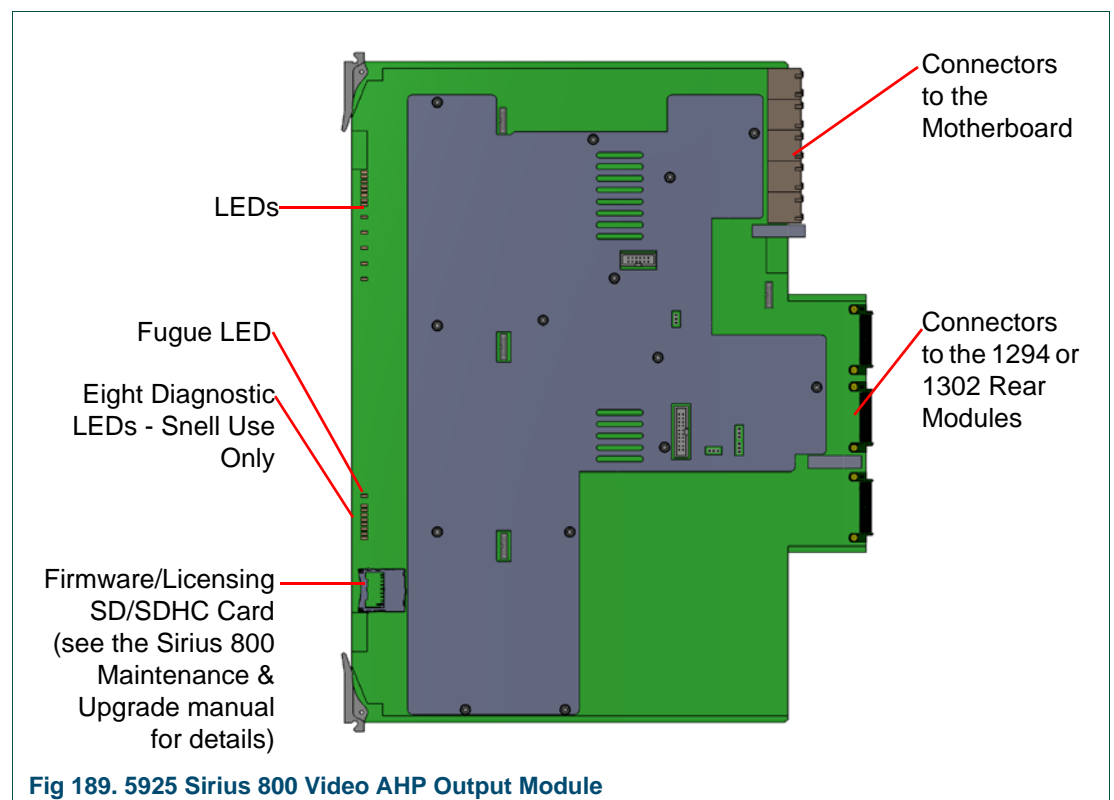 Connectors
to the
Motherboard
LEDs
Fugue LED
Eight Diagnostic
LEDs - Snell Use
Only
Connectors
to the 1294 or
1302 Rear
Modules
Firmware/Licensing
SD/SDHC Card
(see the Sirius 800
Maintenance &
Upgrade manual
for details)
Fig 189. 5925 Sirius 800 Video AHP Output Module